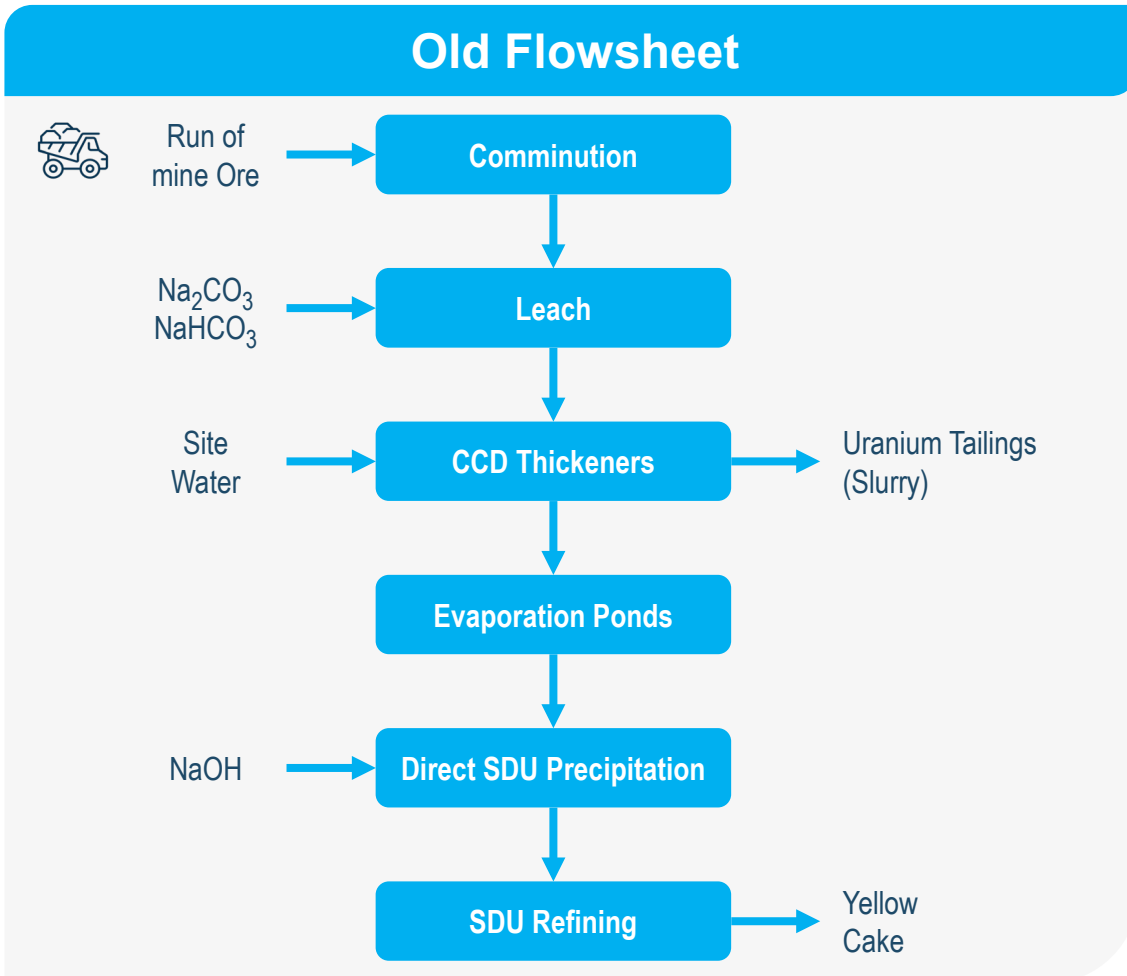 Old Flowsheet
Run of
mine Ore
Comminution
Na₂CO₃
NaHCO₃
Leach
Site
Water
CCD Thickeners
Uranium Tailings
(Slurry)
Evaporation Ponds
NaOH
Direct SDU Precipitation
SDU Refining
Yellow
Cake